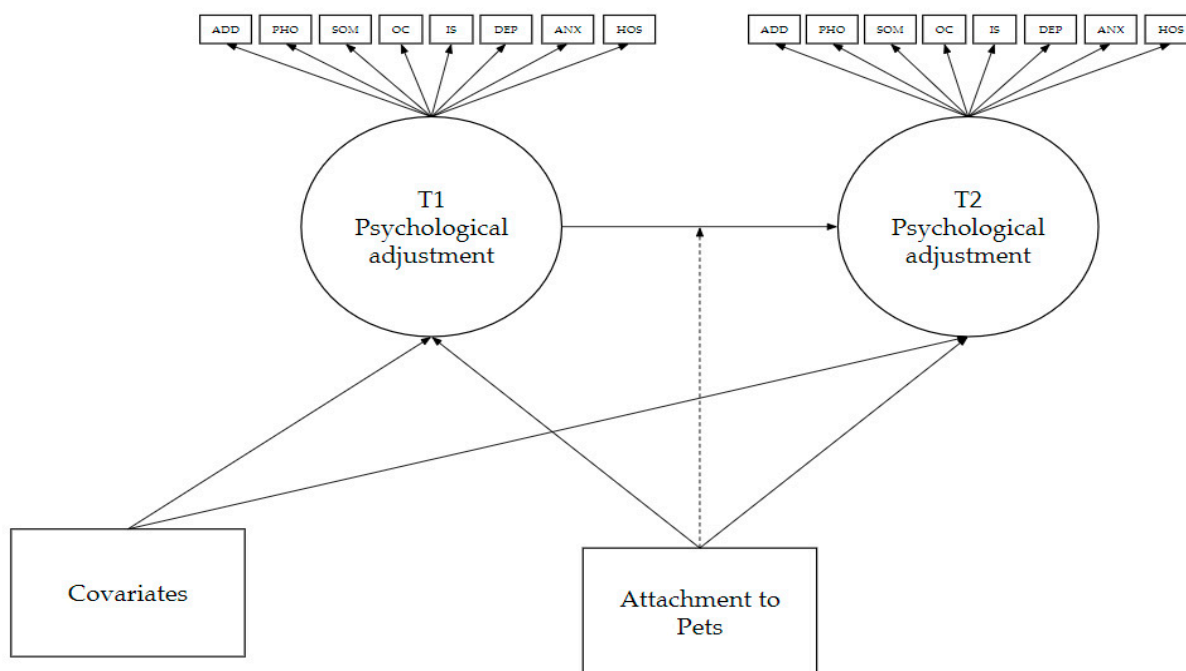 ADD PHO SOM OC IS DEP ANX HOS ADD PHO SOM OC IS DEP ANX HOS
T1
Psychological
adjustment
T2
Psychological
adjustment
Covariates
Attachment to
Pets